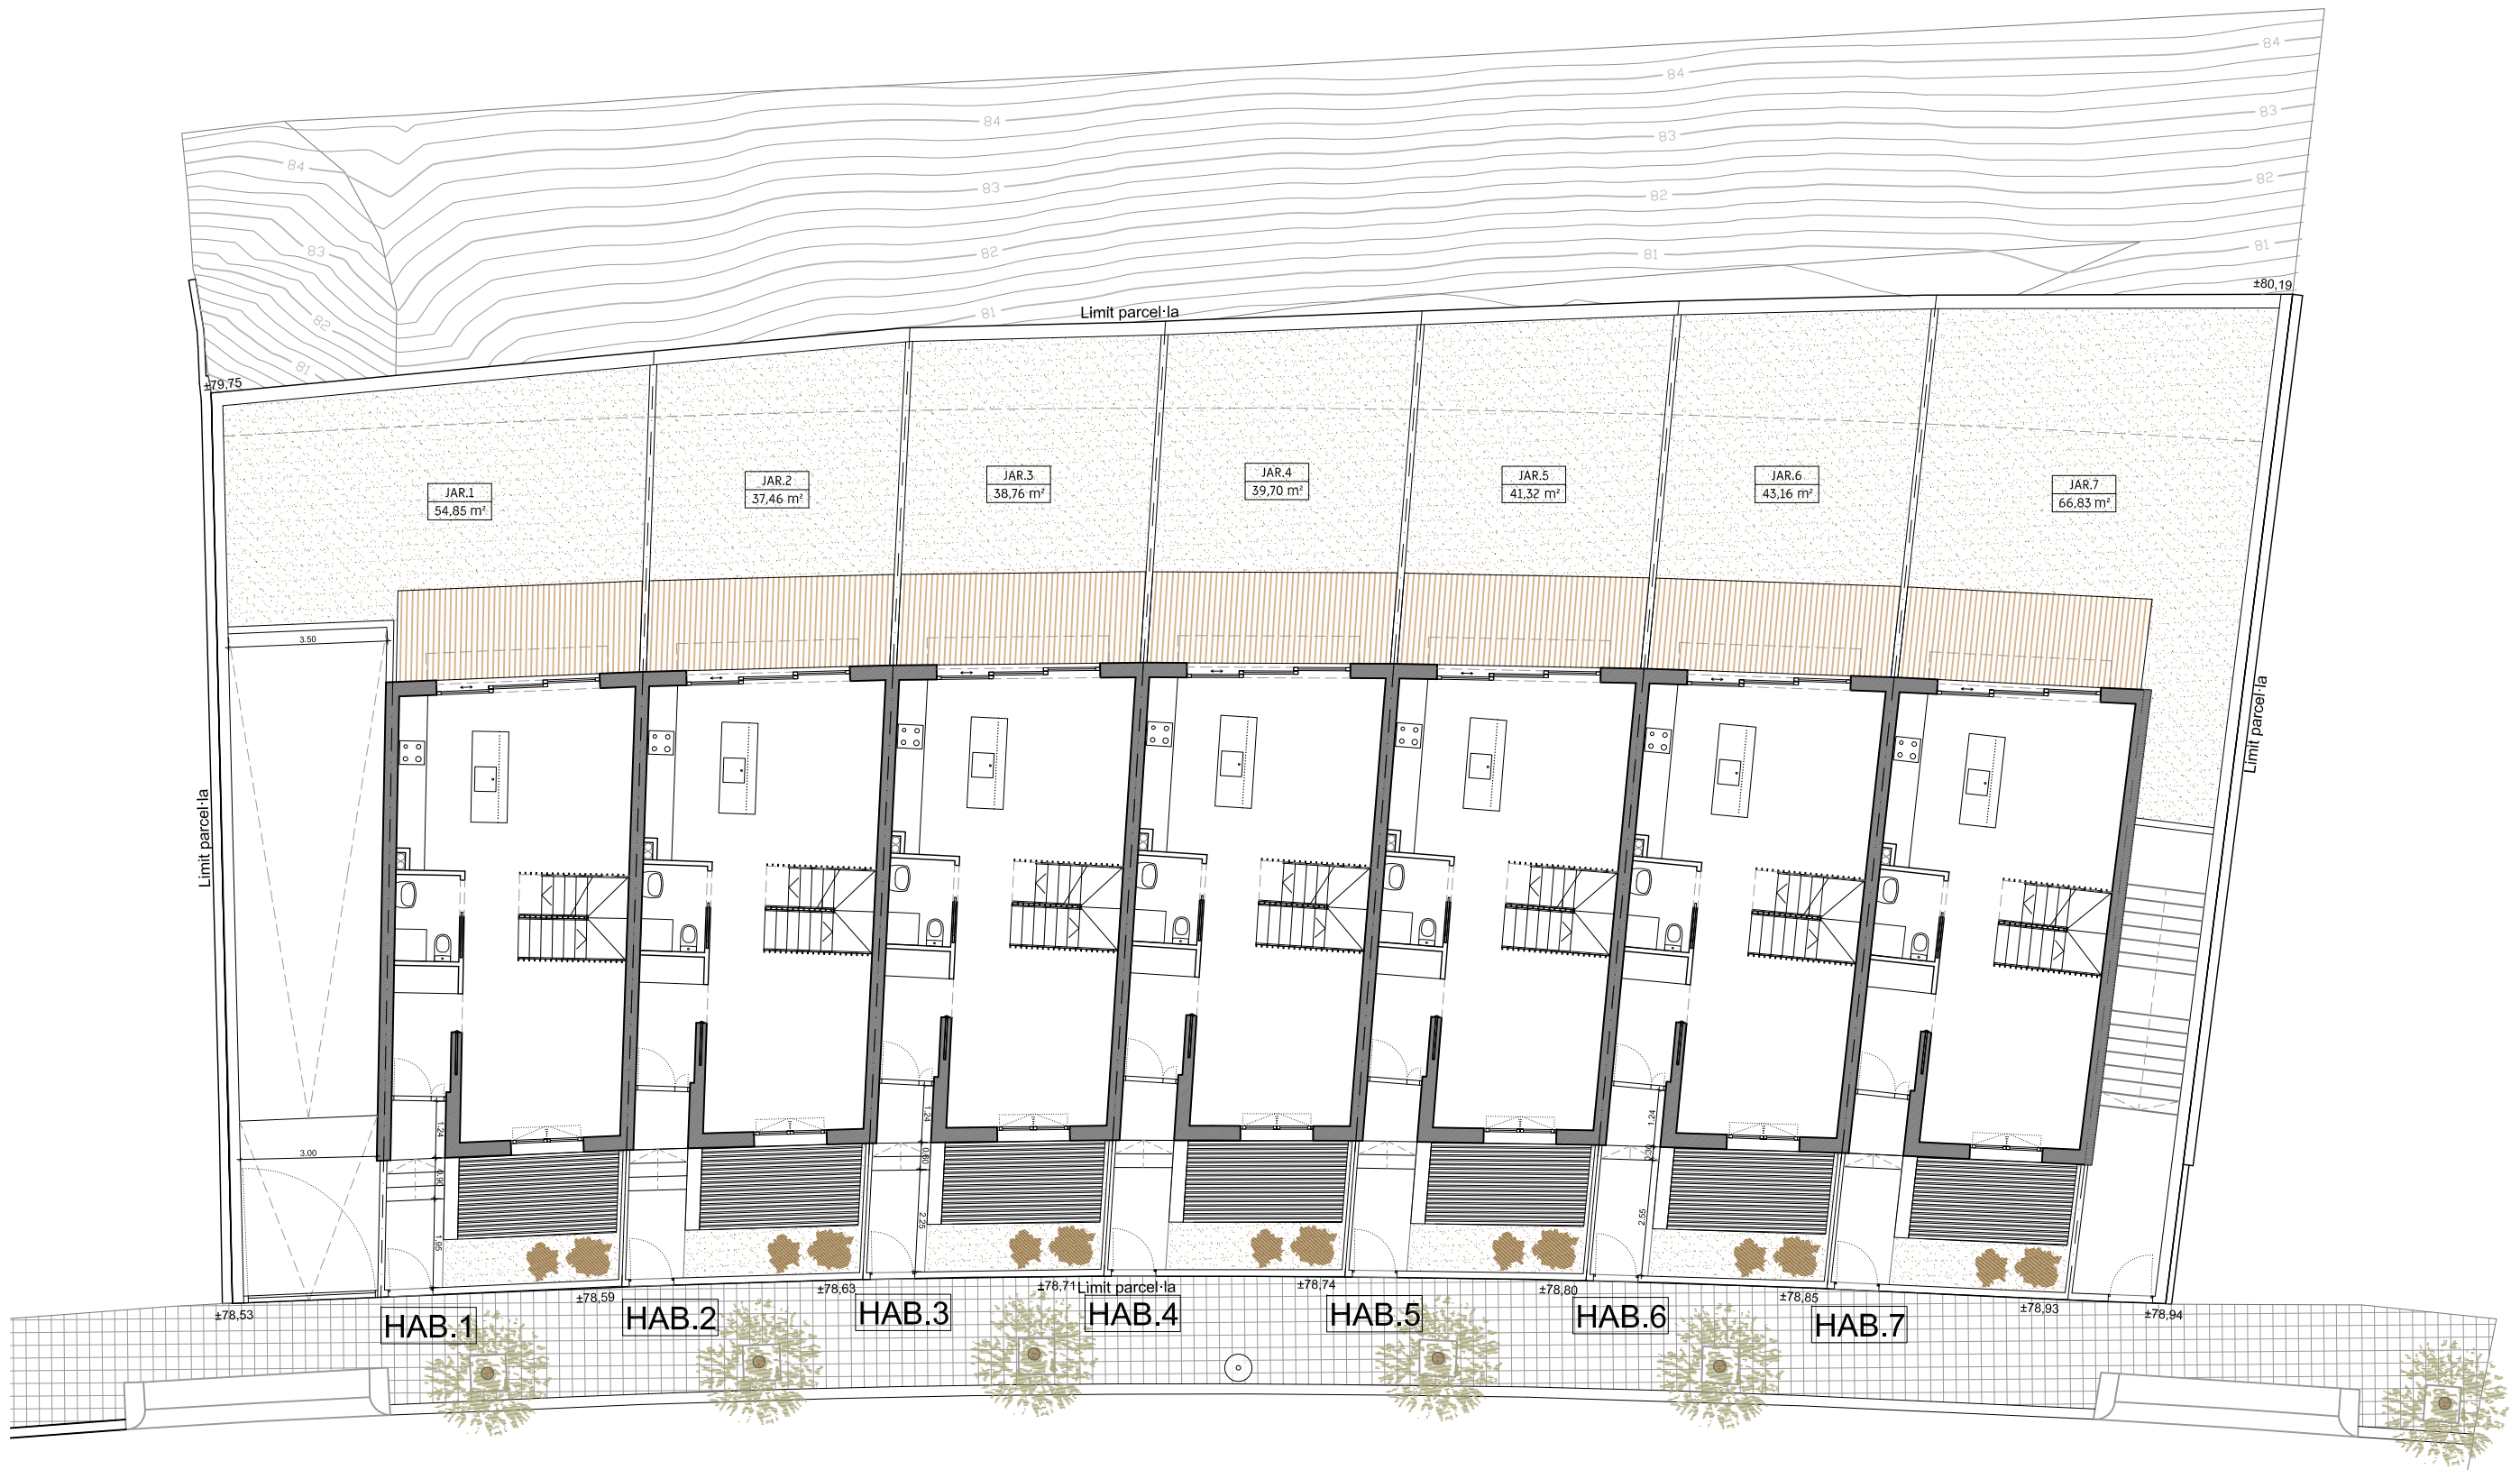 84
84
84
83
84
83
83
82
82
83
81
82
81
±80,19
Limit parcel·la
81
82
81
±79,75
JAR.1
54,85 m²
JAR.2
37,46 m²
JAR.3
38,76 m²
JAR.4
39,70 m²
JAR.5
41,32 m²
JAR.6
43,16 m²
JAR.7
66,83 m²
3.50
Limit parcel·la
Limit parcel·la
1.24
1.24
1.24
3.00
0.90
0.60
0.30
1.95
2.25
2.55
±78,53
±78,59
±78,63
±78,71
Limit parcel·la
±78,74
±78,80
±78,85
±78,93
±78,94
HAB.1
HAB.2
HAB.3
HAB.4
HAB.5
HAB.6
HAB.7